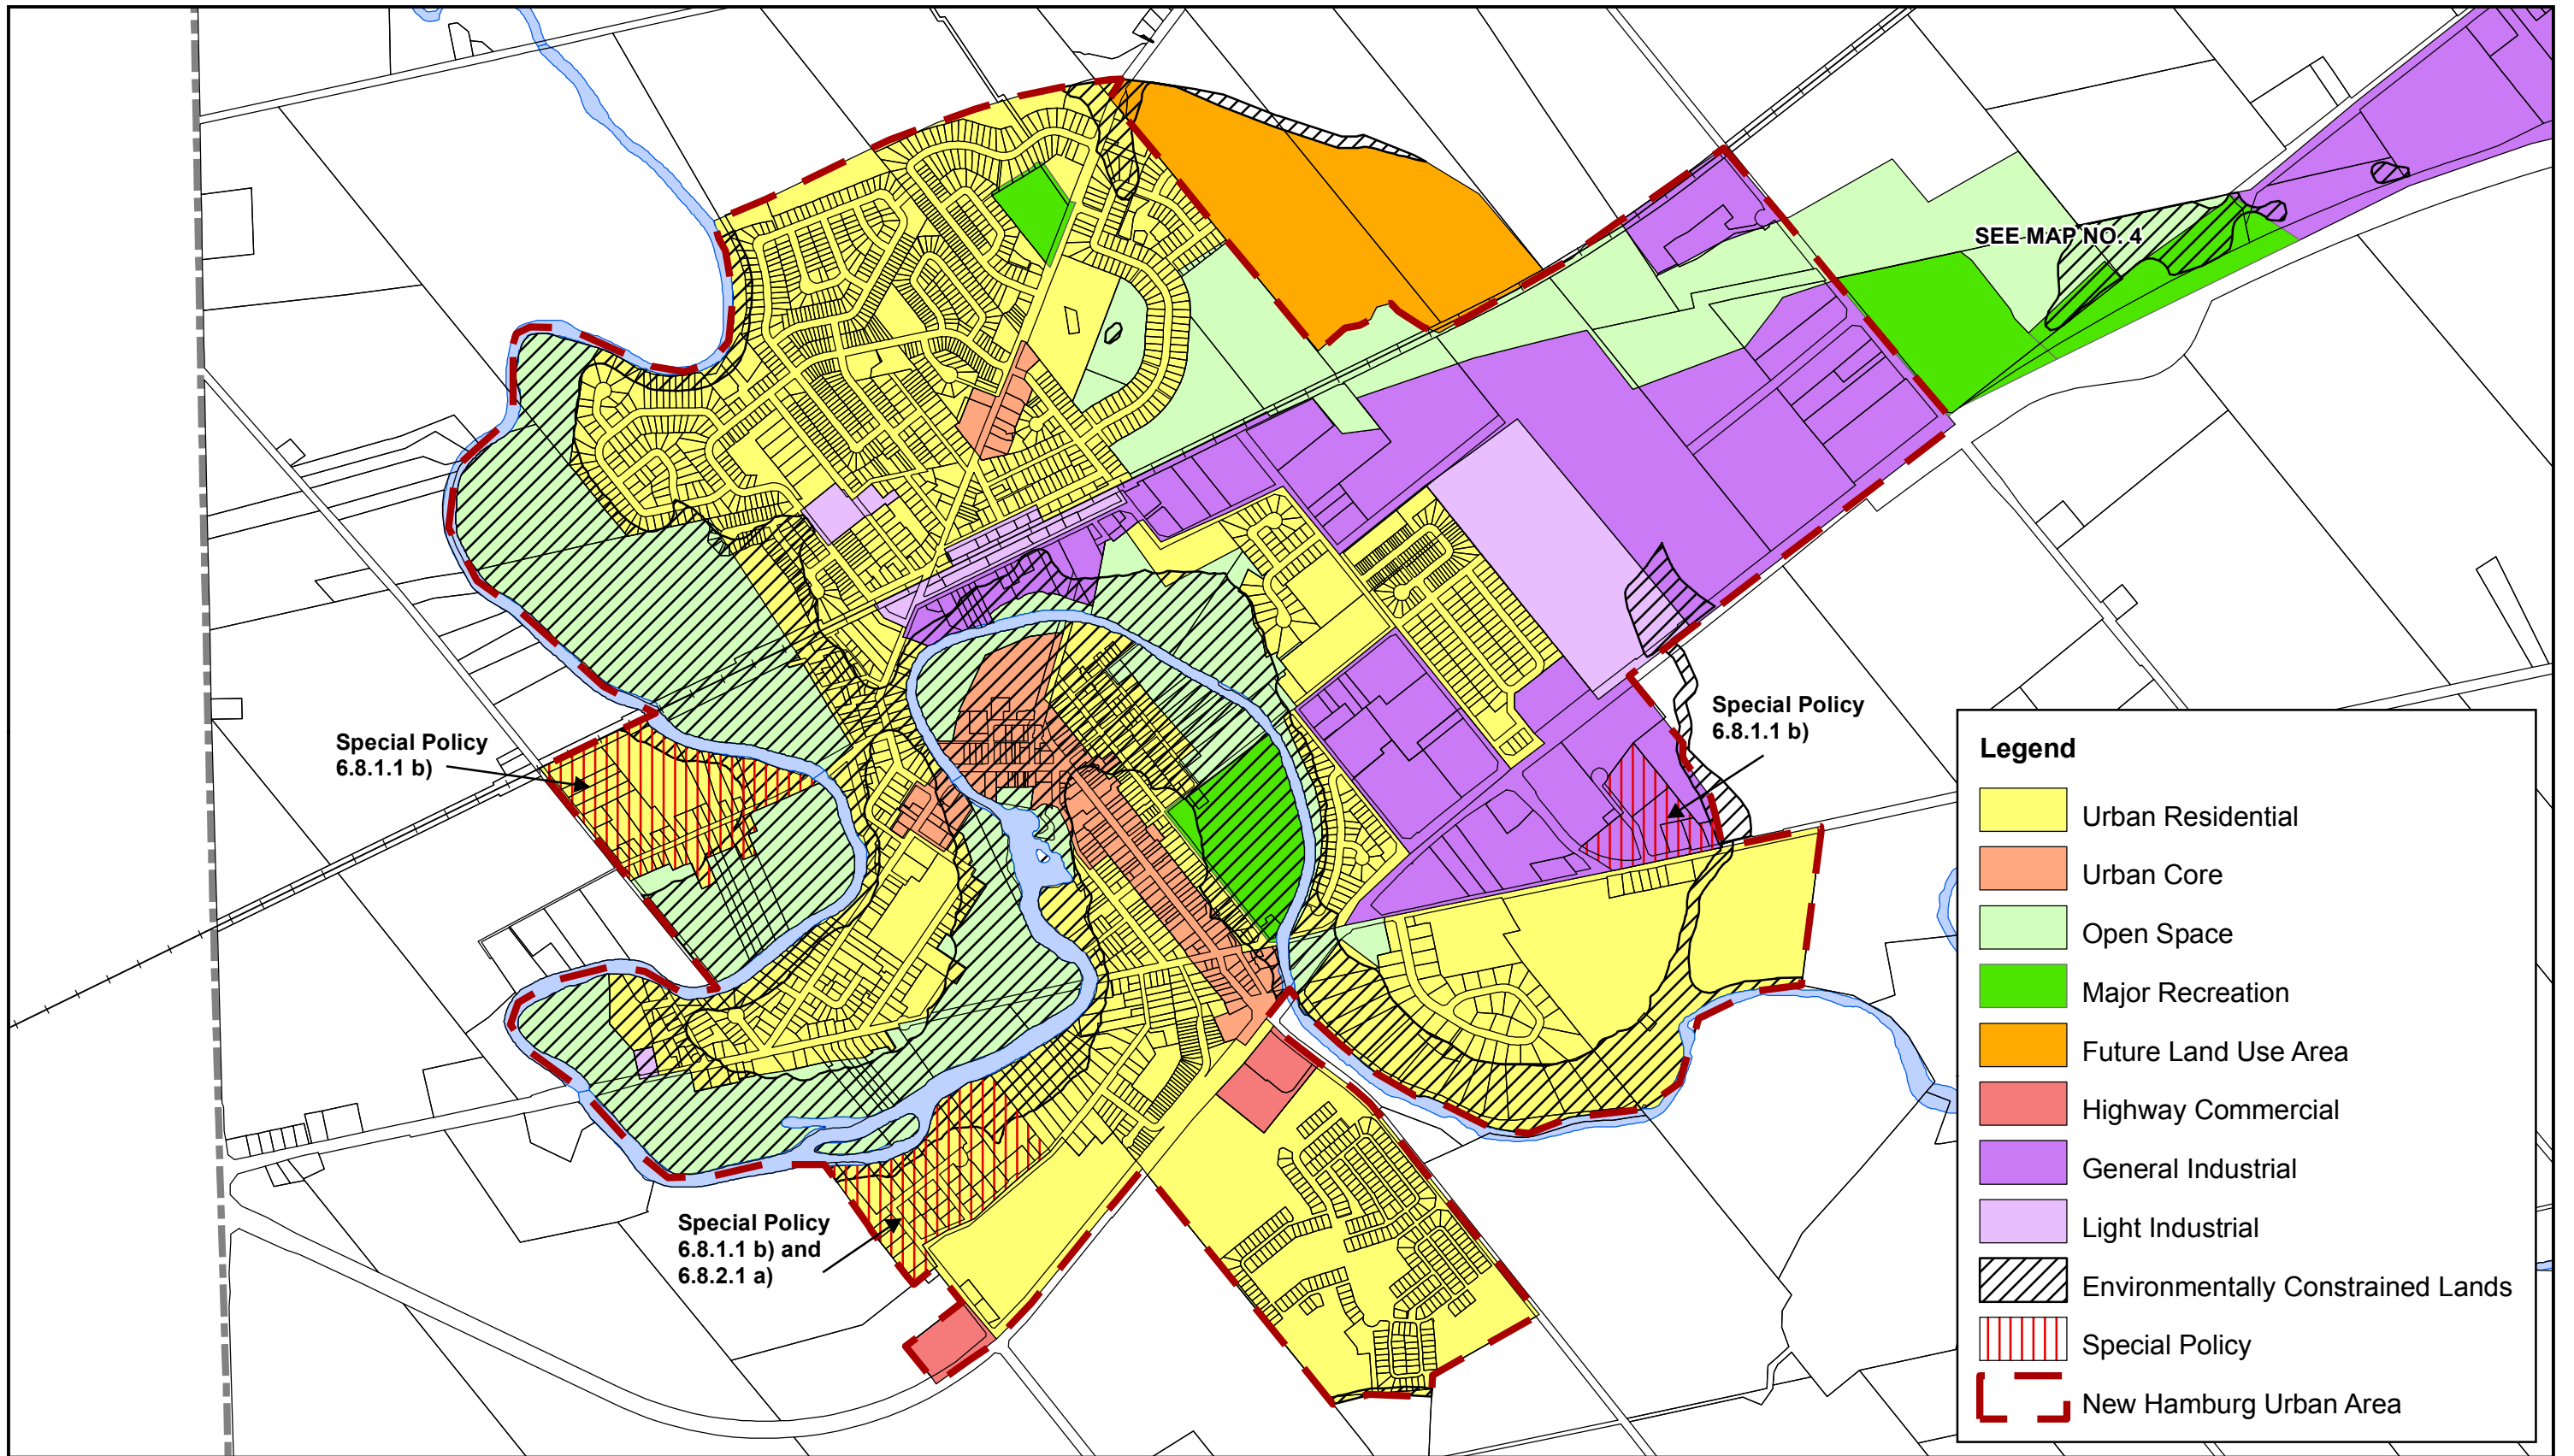 SEE MAP NO. 4
Special Policy
6.8.1.1 b)
Special Policy
6.8.1.1 b)
Special Policy
6.8.1.1 b) and
6.8.2.1 a)
Legend
Urban Residential
Urban Core
Open Space
Major Recreation
Future Land Use Area
Highway Commercial
General Industrial
Light Industrial
Environmentally Constrained Lands
Special Policy
New Hamburg Urban Area